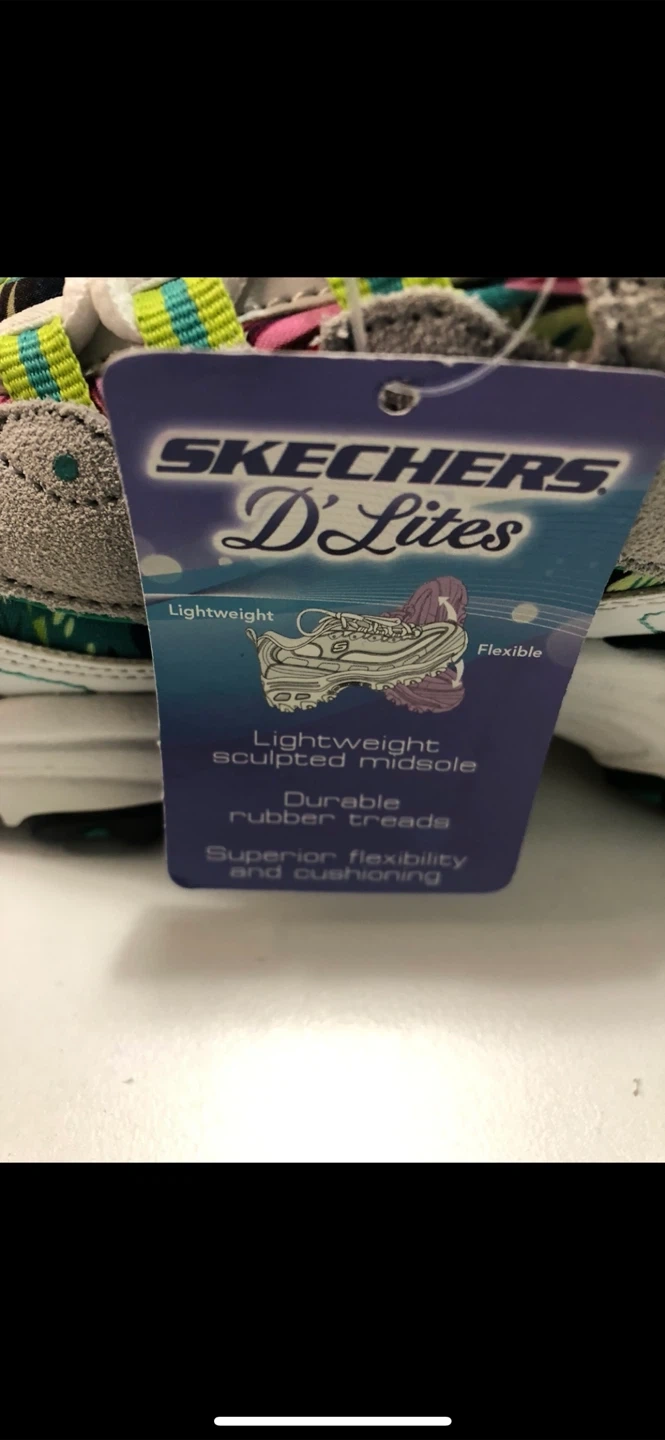 SKECHERS®
D'Lites
Lightweight
Flexible
Lightweight
sculpted midsole
Durable
rubber treads
Superior flexibility
and cushioning